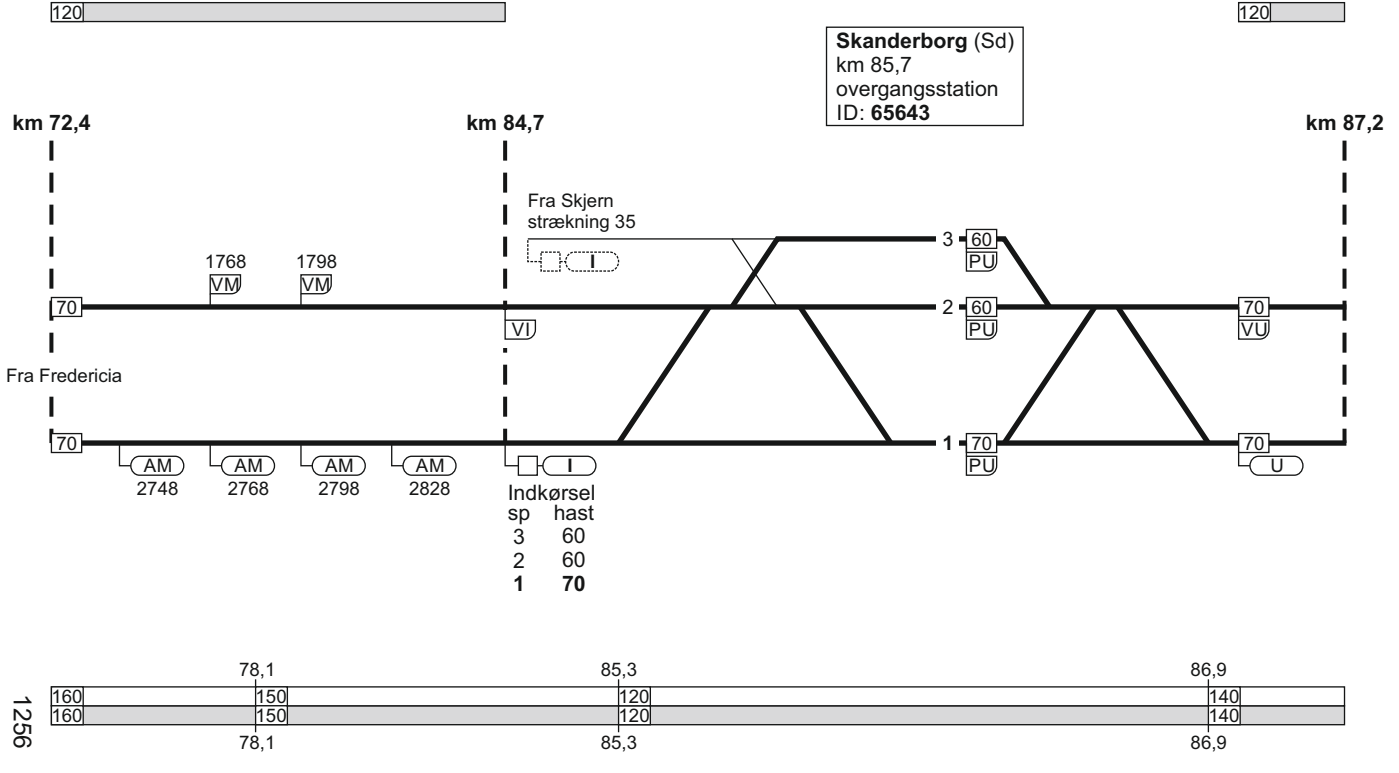 120
120
Skanderborg (Sd)
km 85,7
overgangsstation
ID: 65643
km 72,4
km 84,7
km 87,2
Fra Skjern
strækning 35
I
3
60
PU
1768
VM
1798
VM
70
VI
2
60
PU
70
VU
Fra Fredericia
70
AM
2748
AM
2768
AM
2798
AM
2828
I
1
70
PU
70
U
Indkørsel
sp hast
3 60
2 60
1 70
78,1
85,3
86,9
160
150
120
140
160
150
120
140
78,1
85,3
86,9
1256